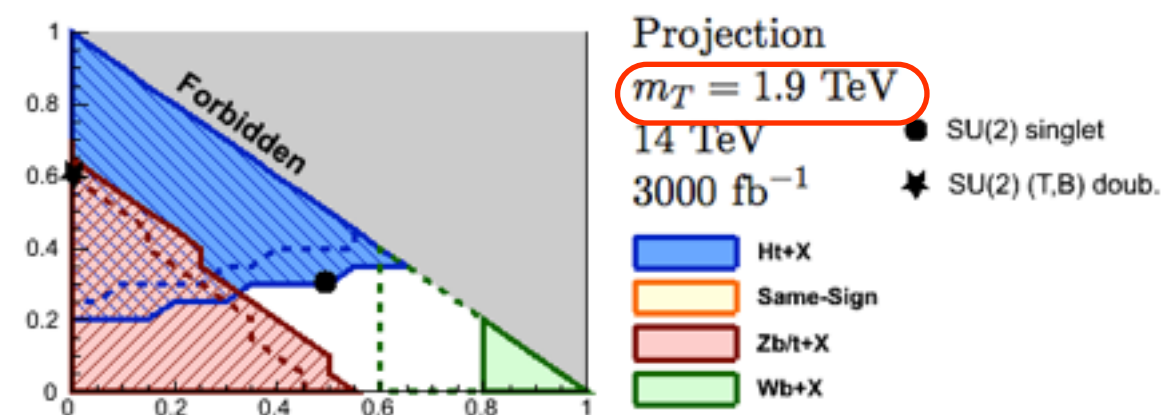 1
0.8
0.6
0.4
0.2
0
0 0.2 0.4 0.6 0.8 1
Forbidden
Projection
m_T = 1.9 TeV
14 TeV
3000 fb⁻¹
SU(2) singlet
SU(2) (T,B) doub.
Ht+X
Same-Sign
Zb/t+X
Wb+X